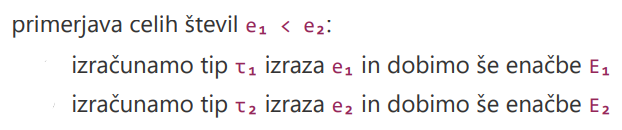 primerjava celih števil e₁ < e₂:
izračunamo tip τ₁ izraza e₁ in dobimo še enačbe E₁
izračunamo tip τ₂ izraza e₂ in dobimo še enačbe E₂